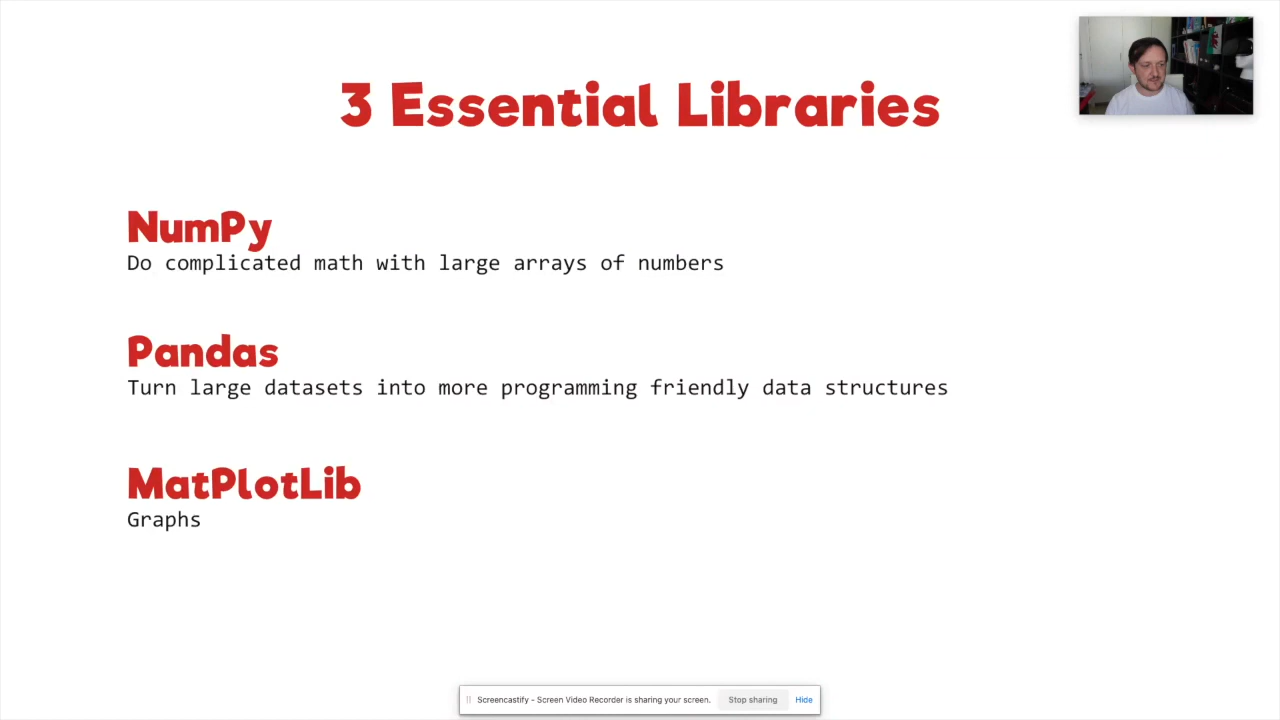 3 Essential Libraries
NumPy
Do complicated math with large arrays of numbers
Pandas
Turn large datasets into more programming friendly data structures
MatPlotLib
Graphs
Screencastify - Screen Video Recorder is sharing your screen.
Stop sharing
Hide